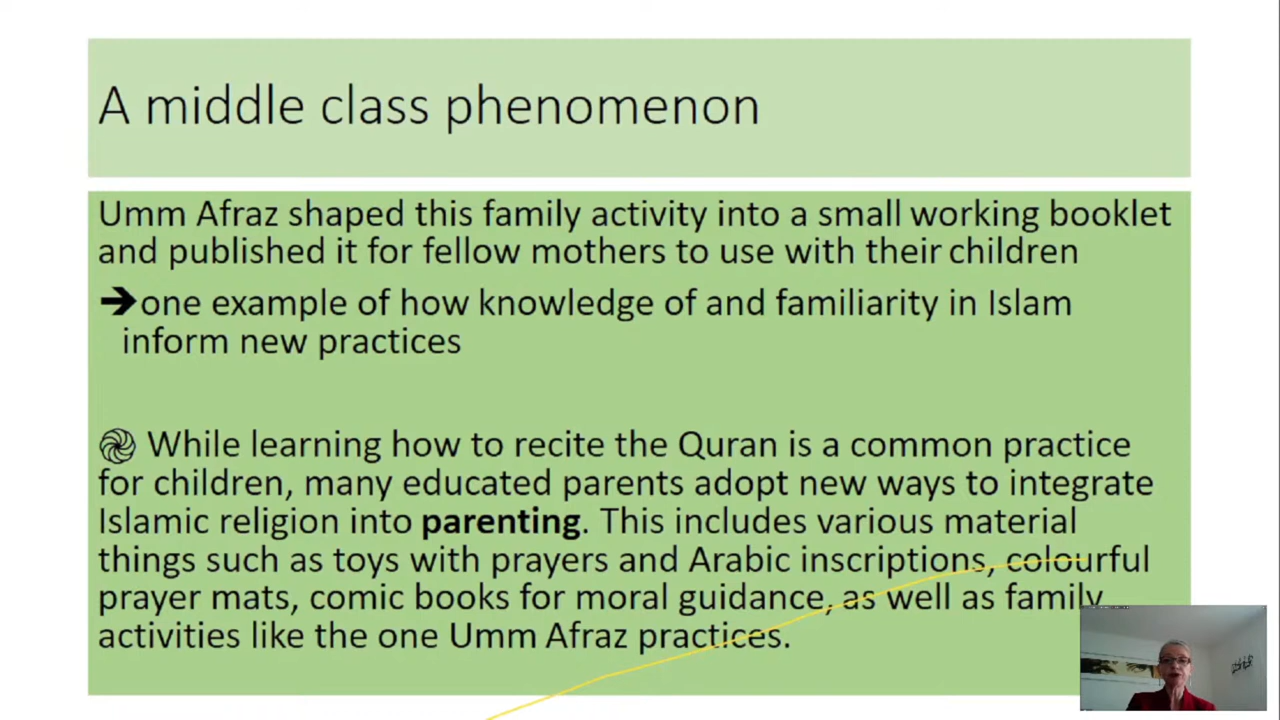 A middle class phenomenon
Umm Afraz shaped this family activity into a small working booklet
and published it for fellow mothers to use with their children
➔one example of how knowledge of and familiarity in Islam
inform new practices
֎ While learning how to recite the Quran is a common practice
for children, many educated parents adopt new ways to integrate
Islamic religion into parenting. This includes various material
things such as toys with prayers and Arabic inscriptions, colourful
prayer mats, comic books for moral guidance, as well as family
activities like the one Umm Afraz practices.